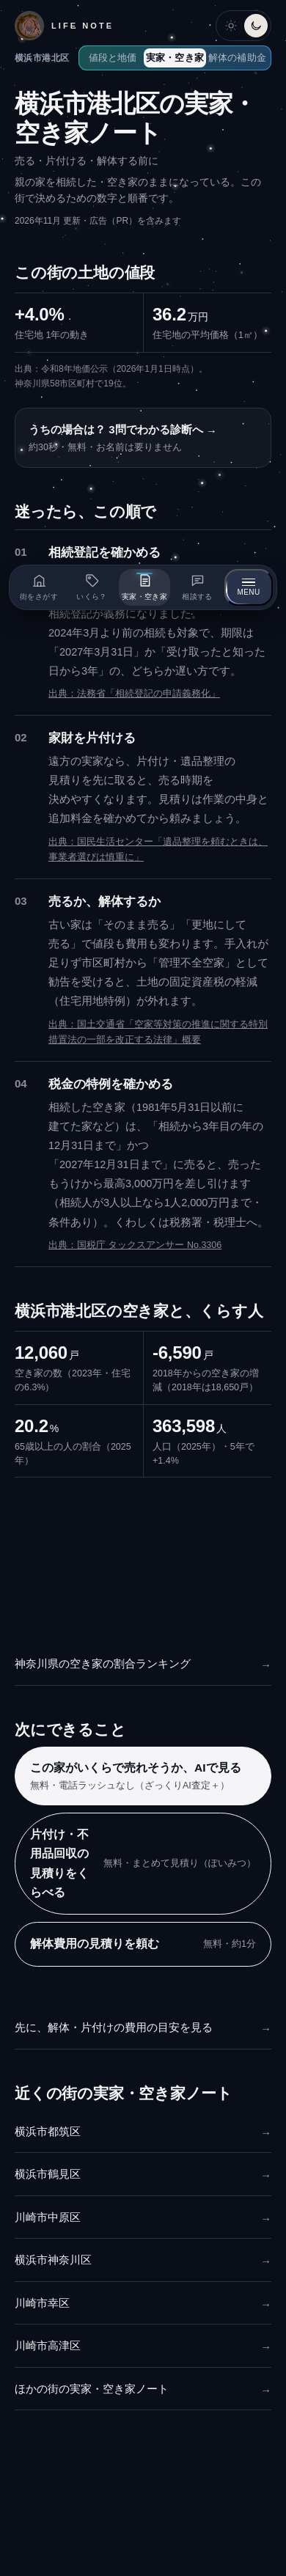 LIFE NOTE
横浜市港北区
値段と地価
実家・空き家
解体の補助金
横浜市港北区の実家・
空き家ノート
売る・片付ける・解体する前に
親の家を相続した・空き家のままになっている。この
街で決めるための数字と順番です。
2026年11月 更新・広告（PR）を含みます
この街の土地の値段
+4.0% .
住宅地 1年の動き
36.2 万円
住宅地の平均価格（1㎡）
出典：令和8年地価公示（2026年1月1日時点）。
神奈川県58市区町村で19位。
うちの場合は？ 3問でわかる診断へ →
約30秒・無料・お名前は要りません
迷ったら、この順で
01
相続登記を確かめる
街をさがす
いくら？
実家・空き家
相談する
MENU
相続登記が義務になりました。
2024年3月より前の相続も対象で、期限は
「2027年3月31日」か「受け取ったと知った
日から3年」の、どちらか遅い方です。
出典：法務省「相続登記の申請義務化」
02
家財を片付ける
遠方の実家なら、片付け・遺品整理の
見積りを先に取ると、売る時期を
決めやすくなります。見積りは作業の中身と
追加料金を確かめてから頼みましょう。
出典：国民生活センター「遺品整理を頼むときは、
事業者選びは慎重に」
03
売るか、解体するか
古い家は「そのまま売る」「更地にして
売る」で値段も費用も変わります。手入れが
足りず市区町村から「管理不全空家」として
勧告を受けると、土地の固定資産税の軽減
（住宅用地特例）が外れます。
出典：国土交通省「空家等対策の推進に関する特別
措置法の一部を改正する法律」概要
04
税金の特例を確かめる
相続した空き家（1981年5月31日以前に
建てた家など）は、「相続から3年目の年の
12月31日まで」かつ
「2027年12月31日まで」に売ると、売った
もうけから最高3,000万円を差し引けます
（相続人が3人以上なら1人2,000万円まで・
条件あり）。くわしくは税務署・税理士へ。
出典：国税庁 タックスアンサー No.3306
横浜市港北区の空き家と、くらす人
12,060 戸
空き家の数（2023年・住宅
の6.3%）
-6,590 戸
2018年からの空き家の増
減（2018年は18,650戸）
20.2 %
65歳以上の人の割合（2025
年）
363,598 人
人口（2025年）・5年で
+1.4%
神奈川県の空き家の割合ランキング →
次にできること
この家がいくらで売れそうか、AIで見る
無料・電話ラッシュなし（ざっくりAI査定＋）
片付け・不
用品回収の
見積りをく
らべる
無料・まとめて見積り（ぽいみつ）
解体費用の見積りを頼む
無料・約1分
先に、解体・片付けの費用の目安を見る →
近くの街の実家・空き家ノート
横浜市都筑区 →
横浜市鶴見区 →
川崎市中原区 →
横浜市神奈川区 →
川崎市幸区 →
川崎市高津区 →
ほかの街の実家・空き家ノート →